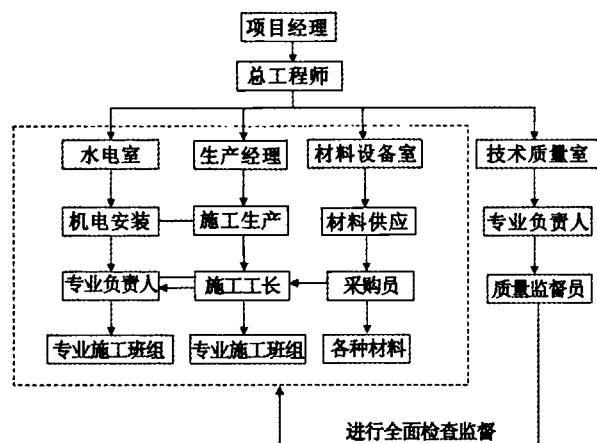 项目经理
总工程师
水电室 生产经理 材料设备室 技术质量室
机电安装 施工生产 材料供应 专业负责人
专业负责人 施工工长 采购员 质量监督员
专业施工班组 专业施工班组 各种材料
进行全面检查监督